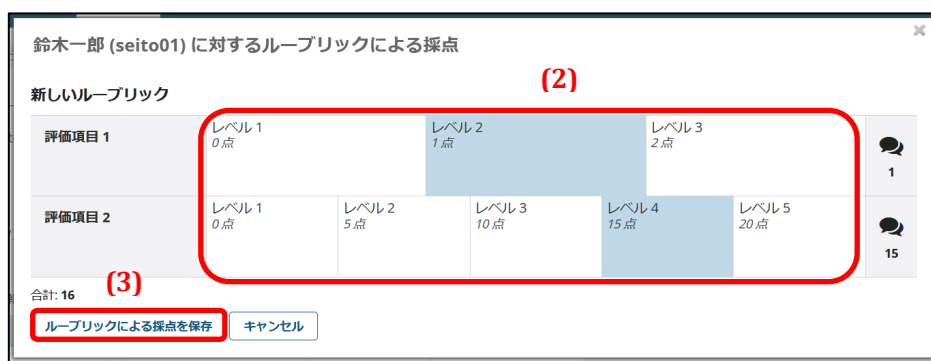 鈴木一郎 (seito01) に対するルーブリックによる採点
×
(2)
新しいルーブリック
評価項目 1
レベル 1
0 点
レベル 2
1 点
レベル 3
2 点
1
評価項目 2
レベル 1
0 点
レベル 2
5 点
レベル 3
10 点
レベル 4
15 点
レベル 5
20 点
15
(3)
合計: 16
ルーブリックによる採点を保存 キャンセル